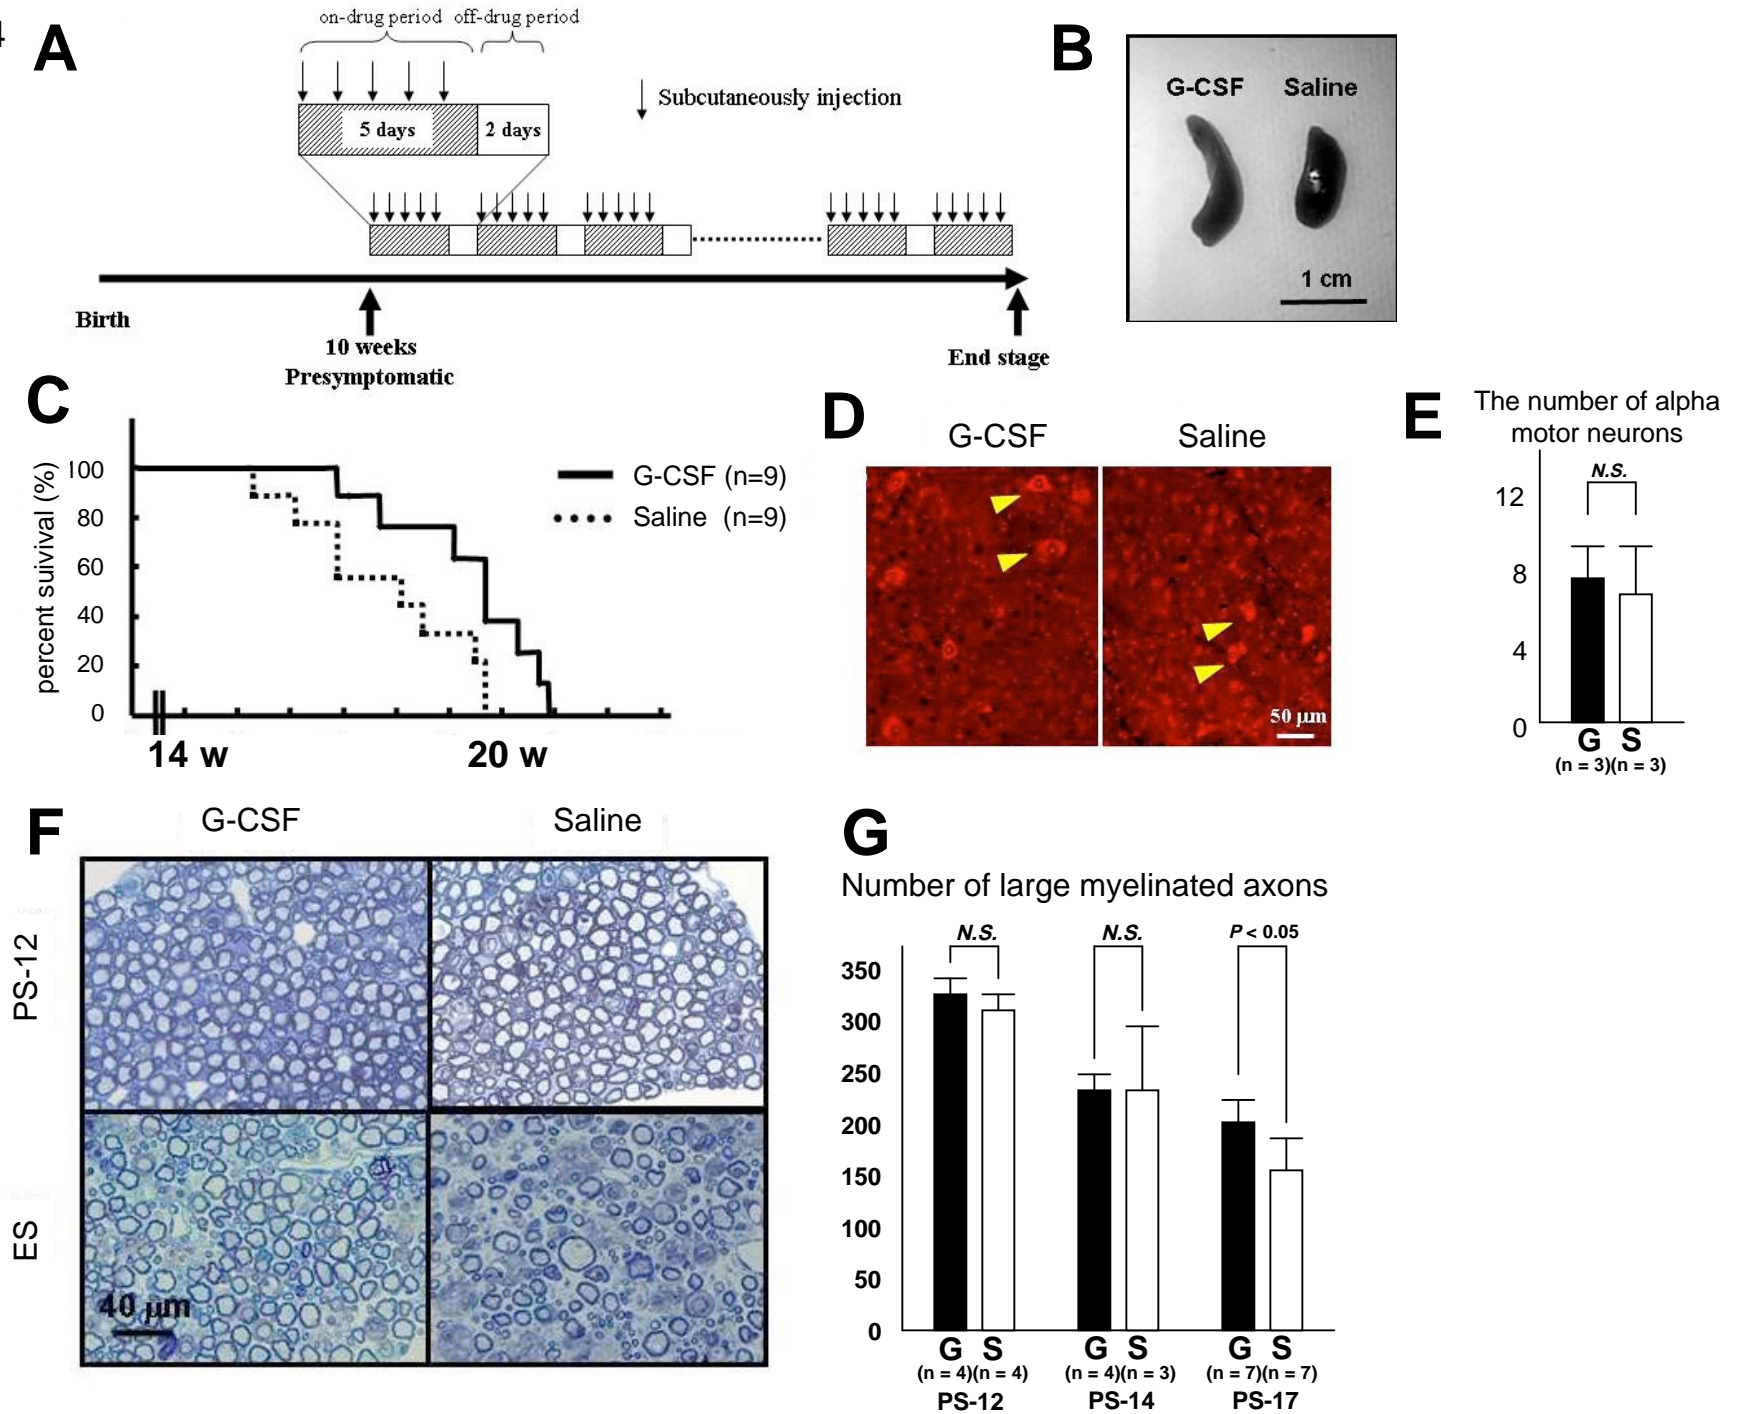 4
A
on-drug period off-drug period
5 days
2 days
Subcutaneously injection
Birth
10 weeks
Presymptomatic
End stage
B
G-CSF Saline
1 cm
C
percent suivival (%)
100
80
60
40
20
0
14 w 20 w
G-CSF (n=9)
Saline (n=9)
D
G-CSF Saline
50 μm
E
The number of alpha
motor neurons
N.S.
12
8
4
0
G S
(n = 3)(n = 3)
F
G-CSF Saline
PS-12
ES
40 μm
G
Number of large myelinated axons
N.S. N.S. P < 0.05
350
300
250
200
150
100
50
0
G S G S G S
(n = 4)(n = 4) (n = 4)(n = 3) (n = 7)(n = 7)
PS-12 PS-14 PS-17